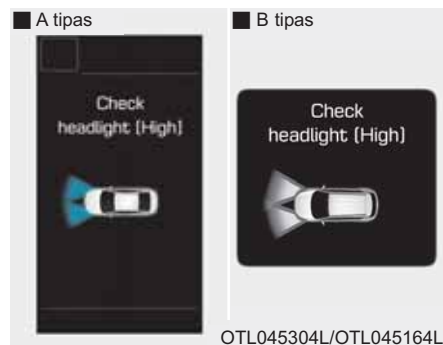 ■ A tipas
■ B tipas
Check
headlight (High)
Check
headlight (High)
OTL045304L/OTL045164L